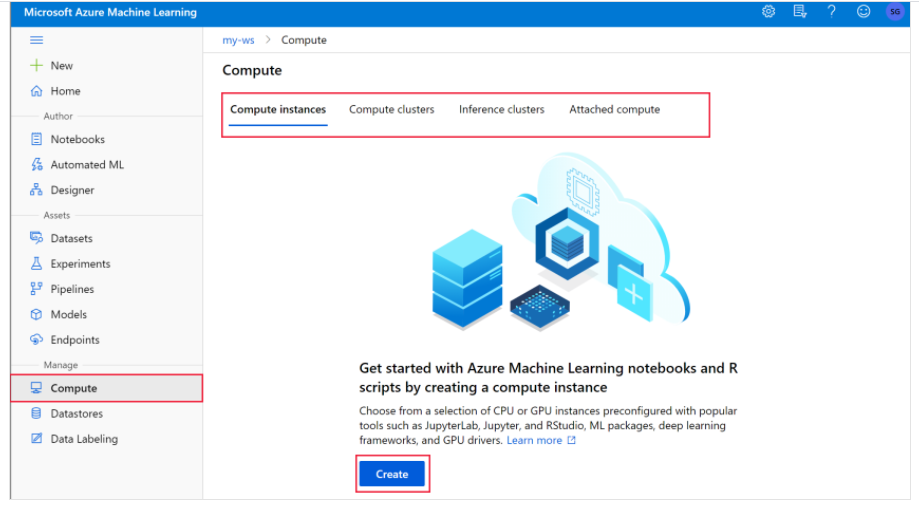 Microsoft Azure Machine Learning
SG
New
Home
Author
Notebooks
Automated ML
Designer
Assets
Datasets
Experiments
Pipelines
Models
Endpoints
Manage
Compute
Datastores
Data Labeling
my-ws > Compute
Compute
Compute instances Compute clusters Inference clusters Attached compute
Get started with Azure Machine Learning notebooks and R
scripts by creating a compute instance
Choose from a selection of CPU or GPU instances preconfigured with popular
tools such as JupyterLab, Jupyter, and RStudio, ML packages, deep learning
frameworks, and GPU drivers. Learn more
Create